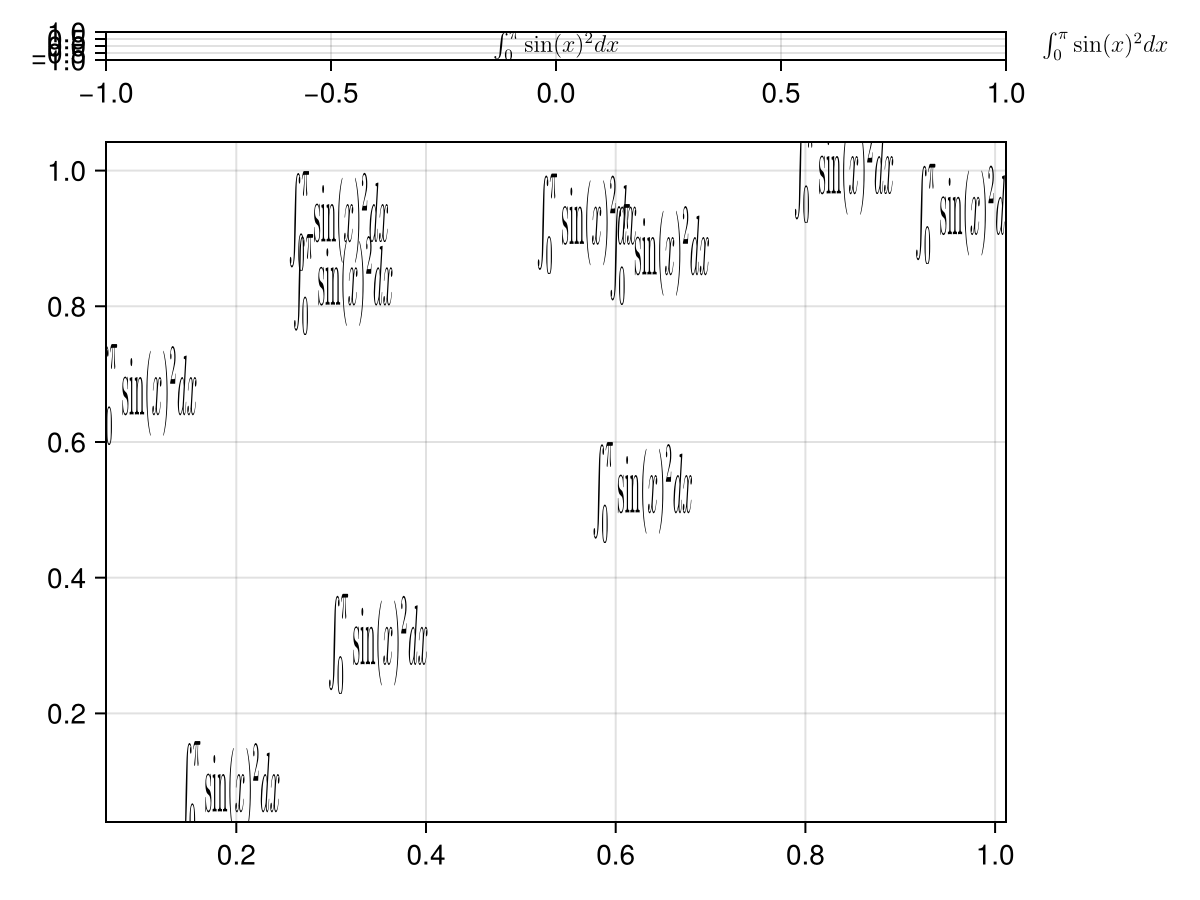 1.0
−1.0
∫₀^π sin(x)²dx ∫₀^π sin(x)²dx
−1.0 −0.5 0.0 0.5 1.0
1.0
∫₀^π sin(x)²dx
∫₀^π sin(x)²dx
∫₀^π sin(x)²dx
∫₀^π sin(x)²dx
∫₀^π sin(x)²dx
∫₀^π sin(x)²dx
0.8
∫₀^π sin(x)²dx
0.6
∫₀^π sin(x)²dx
0.4
∫₀^π sin(x)²dx
0.2
∫₀^π sin(x)²dx
0.2 0.4 0.6 0.8 1.0